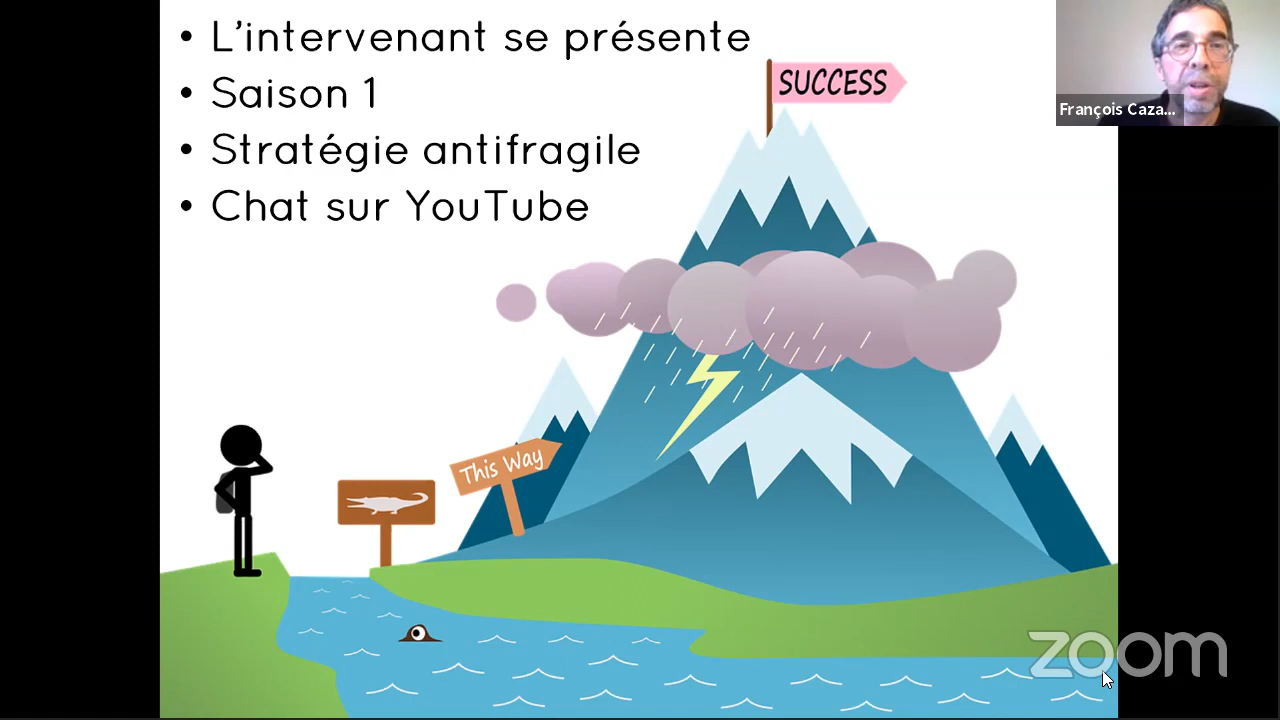 • L'intervenant se présente
• Saison 1
• Stratégie antifragile
• Chat sur YouTube
SUCCESS
François Caza...
This Way
zoom